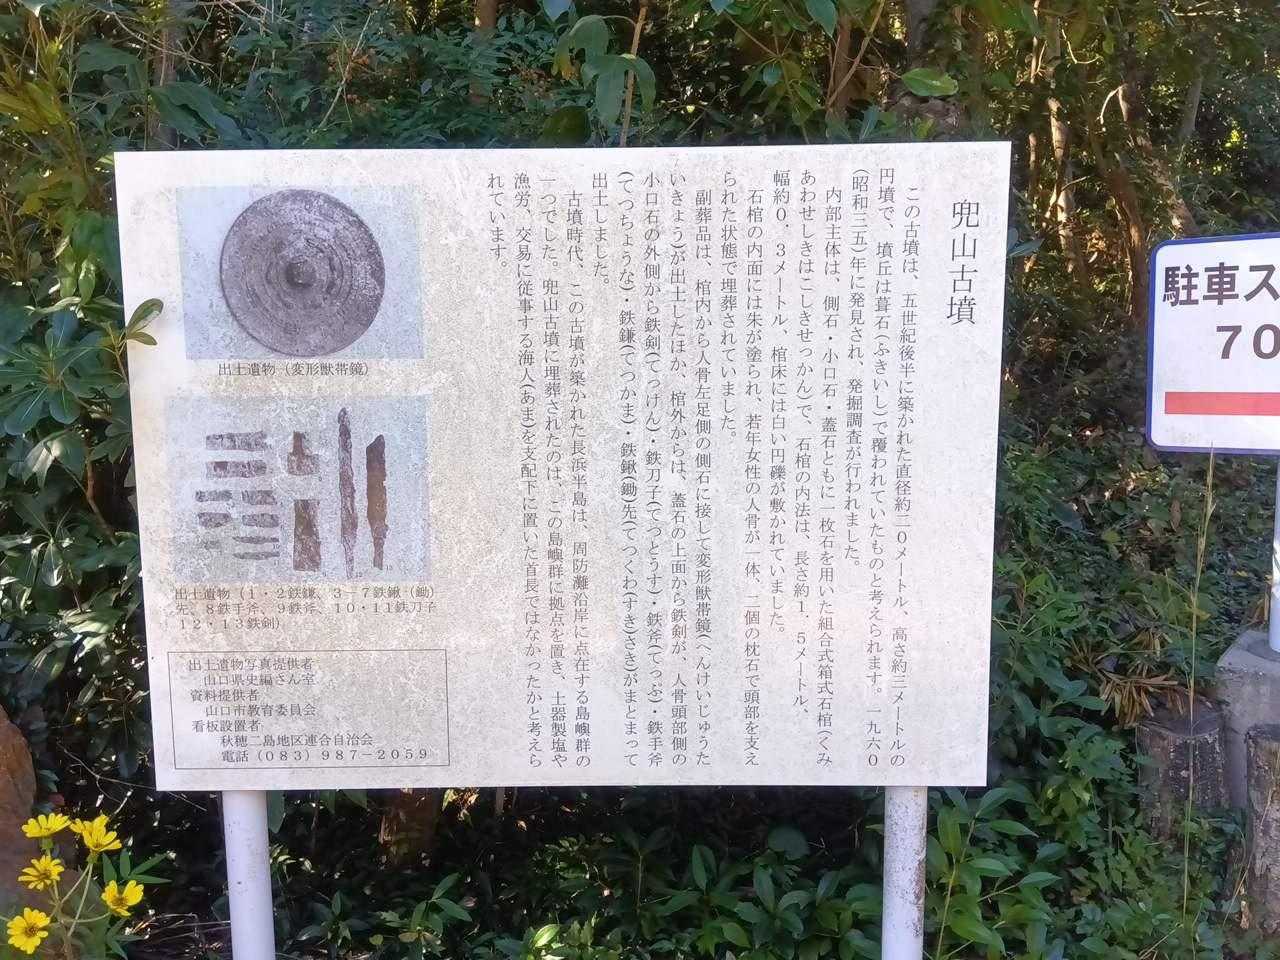 兜山古墳
この古墳は、五世紀後半に築かれた直径約二０メートル、高さ約三メートルの
円墳で、墳丘は葺石(ふきいし)で覆われていたものと考えられます。一九六０
(昭和三五)年に発見され、発掘調査が行われました。
内部主体は、側石・小口石・蓋石ともに一枚石を用いた組合式箱式石棺(くみ
あわせしきはこしきせっかん)で、石棺の内法は、長さ約１．５メートル、
幅約０．３メートル、棺床には白い円礫が敷かれていました。
石棺の内面には朱が塗られ、若年女性の人骨が一体、二個の枕石で頭部を支え
られた状態で埋葬されていました。
副葬品は、棺内から人骨左足側の側石に接して変形獣帯鏡(へんけいじゅうた
いきょう)が出土したほか、棺外からは、蓋石の上面から鉄剣が、人骨頭部側の
小口石の外側から鉄剣(てっけん)・鉄刀子(てつとうす)・鉄斧(てっぷ)・鉄手斧
(てつちょうな)・鉄鎌(てつかま)・鉄鍬(鋤)先(てつくわ(すき)さき)がまとまって
出土しました。
古墳時代、この古墳が築かれた長浜半島は、周防灘沿岸に点在する島嶼群の
一つでした。兜山古墳に埋葬されたのは、この島嶼群に拠点を置き、土器製塩や
漁労、交易に従事する海人(あま)を支配下に置いた首長ではなかったかと考えら
れています。
出土遺物（変形獣帯鏡）
出土遺物（１・２鉄鎌、３－７鉄鍬・(鋤)
先、８鉄手斧、９鉄斧、１０・１１鉄刀子
１２・１３鉄剣）
出土遺物写真提供者
山口県史編さん室
資料提供者
山口市教育委員会
看板設置者
秋穂二島地区連合自治会
電話（０８３）９８７－２０５９
駐車ス
70